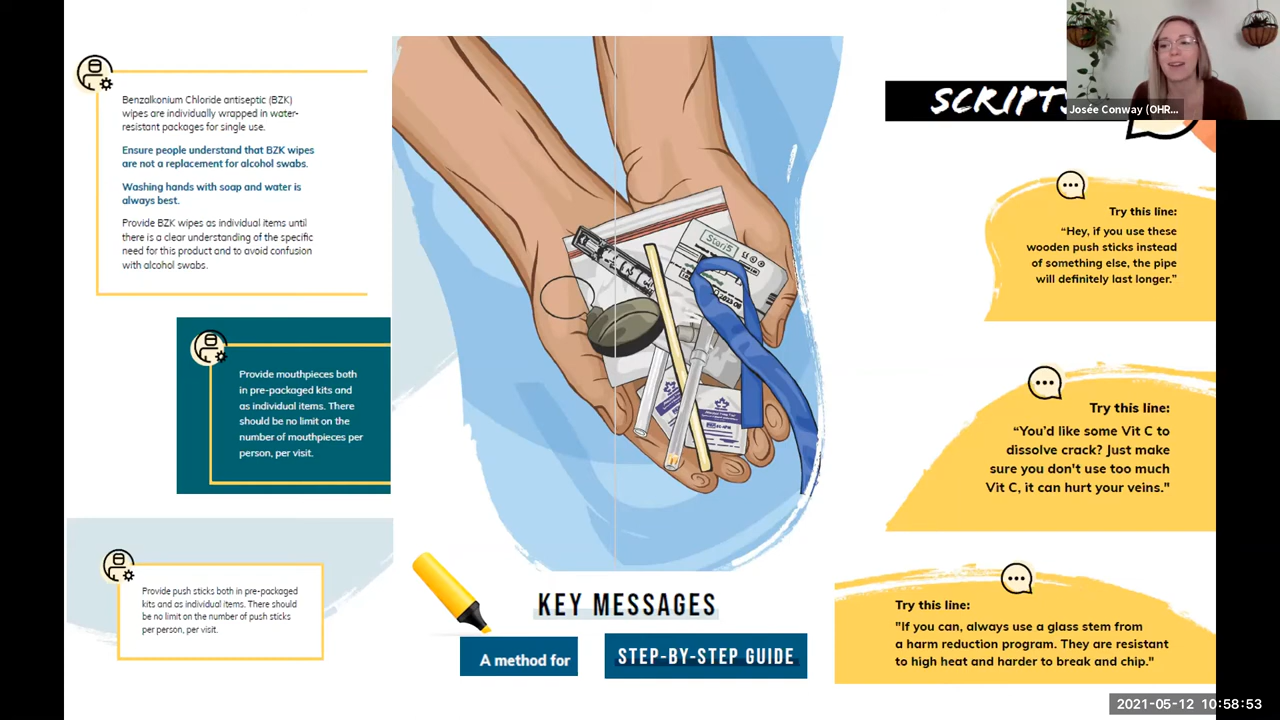 Benzalkonium Chloride antiseptic (BZK)
wipes are individually wrapped in water-
resistant packages for single use.
Ensure people understand that BZK wipes
are not a replacement for alcohol swabs.
Washing hands with soap and water is
always best.
Provide BZK wipes as individual items until
there is a clear understanding of the specific
need for this product and to avoid confusion
with alcohol swabs.
Provide mouthpieces both
in pre-packaged kits and
as individual items. There
should be no limit on the
number of mouthpieces per
person, per visit.
Provide push sticks both in pre-packaged
kits and as individual items. There should
be no limit on the number of push sticks
per person, per visit.
KEY MESSAGES
A method for
STEP-BY-STEP GUIDE
SCRIPTS
Josée Conway (OHR...
Try this line:
“Hey, if you use these
wooden push sticks instead
of something else, the pipe
will definitely last longer.”
Try this line:
“You’d like some Vit C to
dissolve crack? Just make
sure you don't use too much
Vit C, it can hurt your veins."
Try this line:
"If you can, always use a glass stem from
a harm reduction program. They are resistant
to high heat and harder to break and chip."
2021-05-12 10:58:53